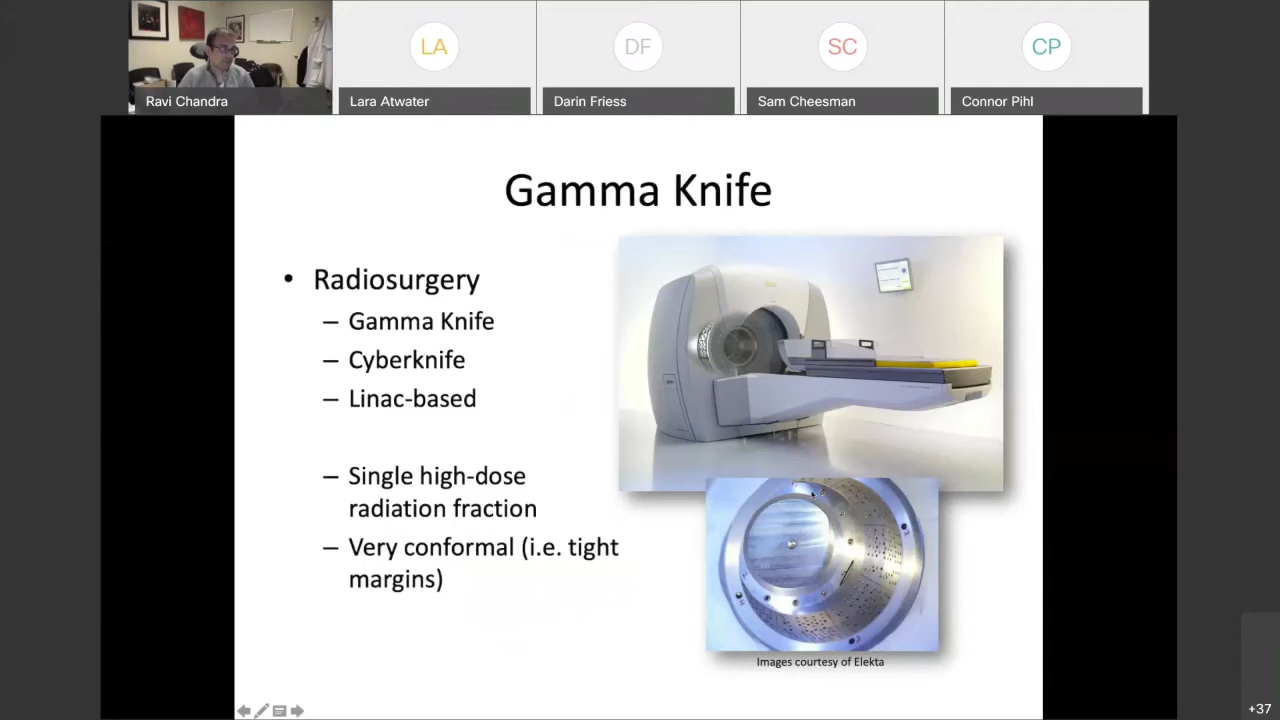 LA
DF
SC
CP
Ravi Chandra
Lara Atwater
Darin Friess
Sam Cheesman
Connor Pihl
Gamma Knife
• Radiosurgery
– Gamma Knife
– Cyberknife
– Linac-based
– Single high-dose
radiation fraction
– Very conformal (i.e. tight
margins)
Images courtesy of Elekta
+37